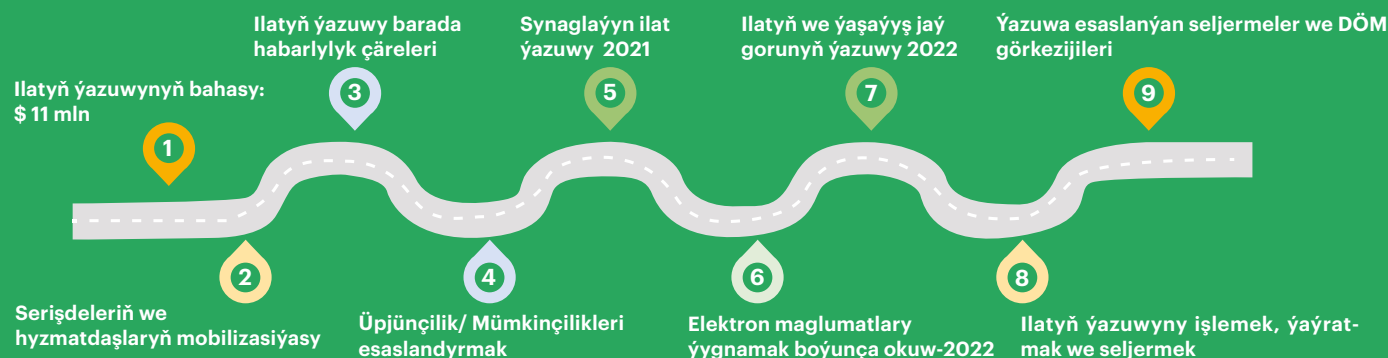 Ilatyň ýazuwynyň bahasy:
$ 11 mln
1
2
Serişdeleriň we
hyzmatdaşlaryň mobilizasiýasy
Ilatyň ýazuwy barada
habarlylyk çäreleri
3
4
Üpjünçilik/ Mümkinçilikleri
esaslandyrmak
Synaglaýyn ilat
ýazuwy 2021
5
6
Elektron maglumatlary
ýygnamak boýunça okuw-2022
Ilatyň we ýaşaýyş jaý
gorunyň ýazuwy 2022
7
8
Ilatyň ýazuwyny işlemek, ýaýrat-
mak we seljermek
Ýazuwa esaslanýan seljermeler we DÖM
görkezijileri
9